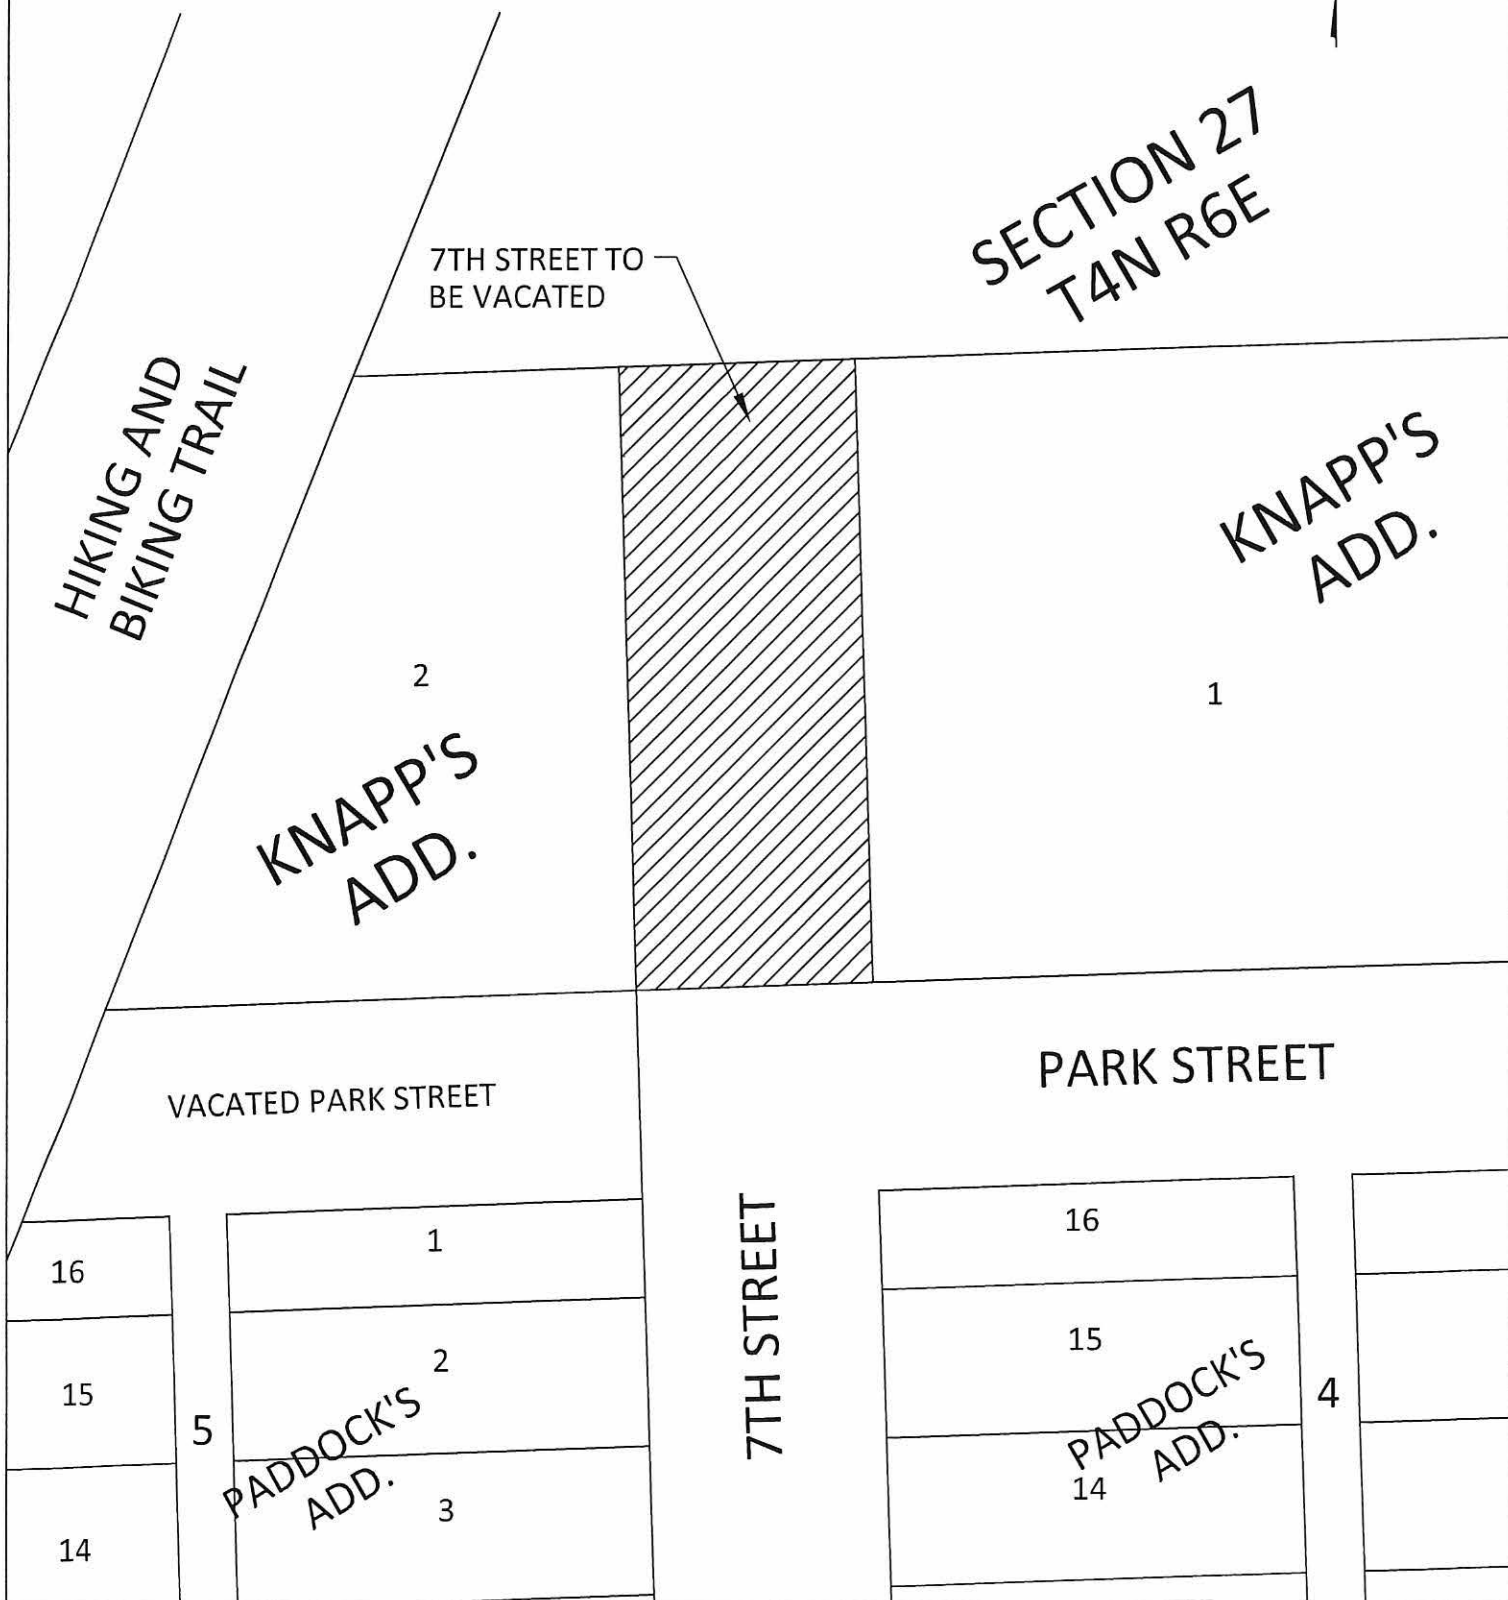 SECTION 27
T4N R6E
7TH STREET TO
BE VACATED
HIKING AND
BIKING TRAIL
KNAPP'S
ADD.
2
1
KNAPP'S
ADD.
PARK STREET
VACATED PARK STREET
7TH STREET
16
1
16
15
2
15
5
4
PADDOCK'S
ADD.
PADDOCK'S
ADD.
14
3
14